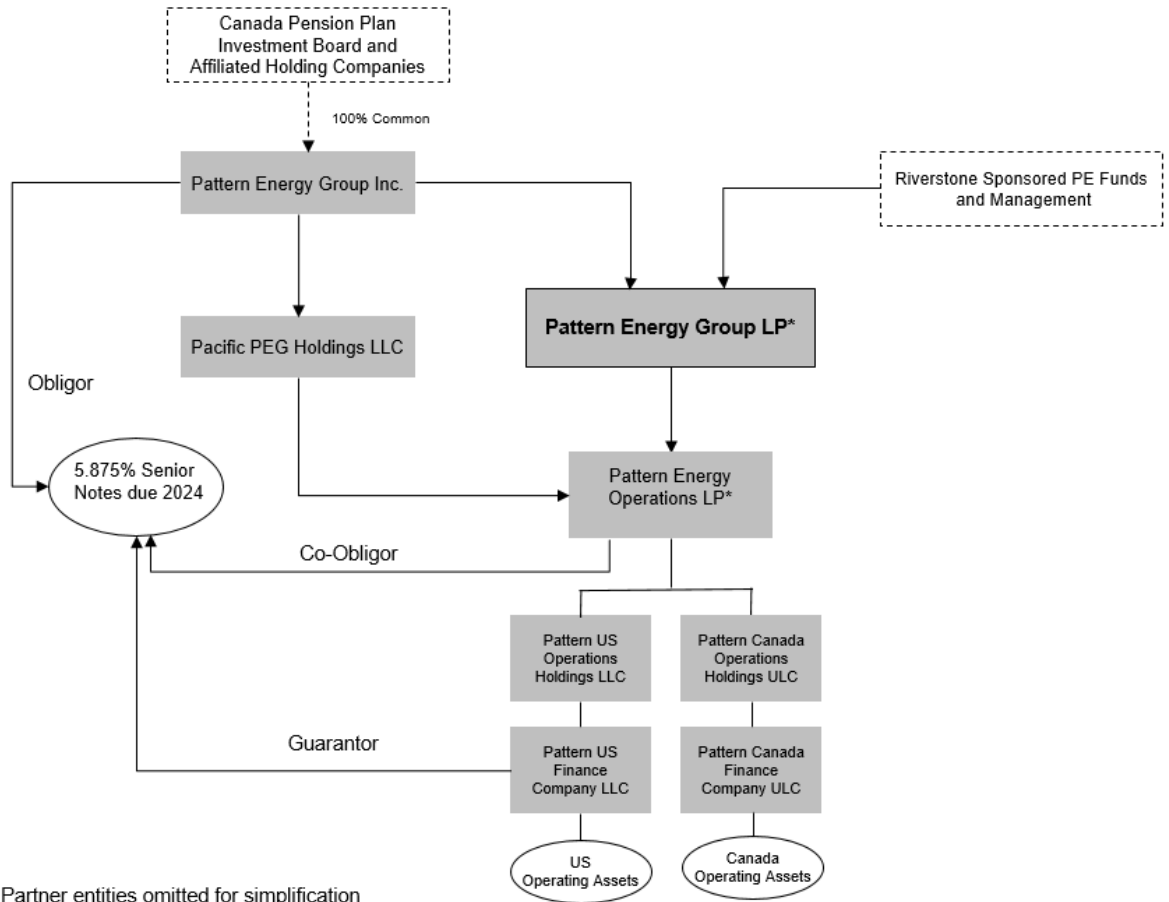 Canada Pension Plan
Investment Board and
Affiliated Holding Companies
100% Common
Pattern Energy Group Inc.
Riverstone Sponsored PE Funds
and Management
Pattern Energy Group LP*
Pacific PEG Holdings LLC
Obligor
5.875% Senior
Notes due 2024
Pattern Energy
Operations LP*
Co-Obligor
Pattern US
Operations
Holdings LLC
Pattern Canada
Operations
Holdings ULC
Guarantor
Pattern US
Finance
Company LLC
Pattern Canada
Finance
Company ULC
US
Operating Assets
Canada
Operating Assets
Partner entities omitted for simplification